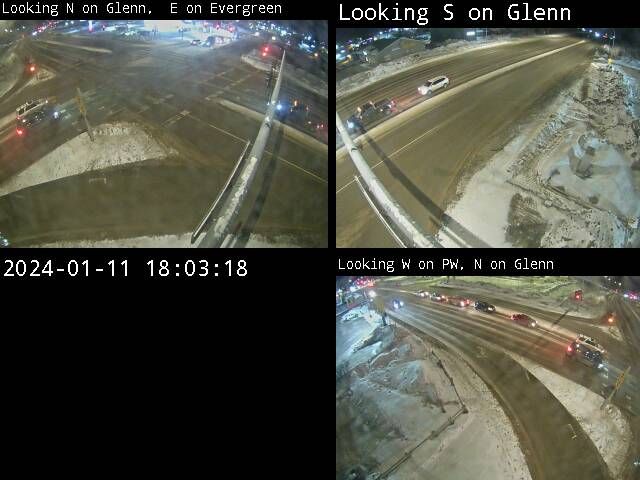 Looking N on Glenn,  E on Evergreen
Looking S on Glenn
2024-01-11 18:03:18
Looking W on PW, N on Glenn